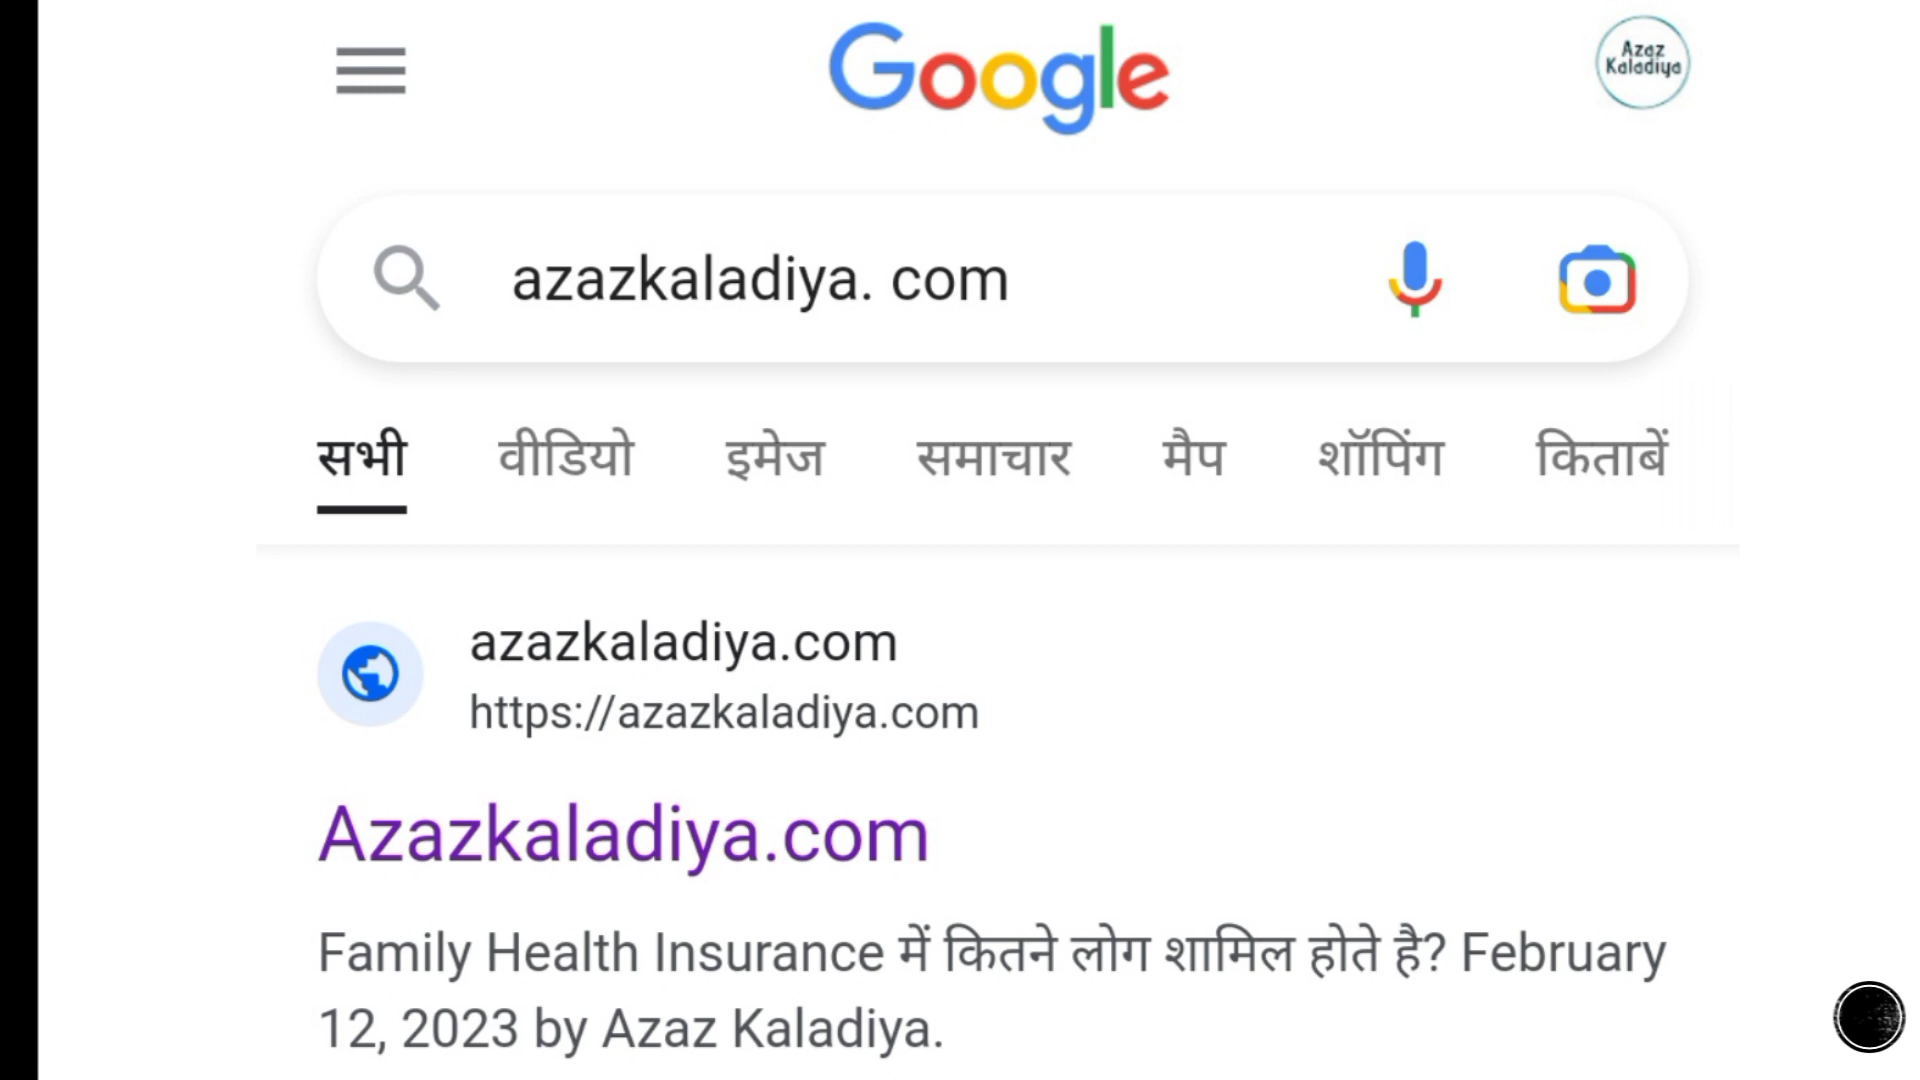 Google
Azaz
Kaladiya
azazkaladiya. com
सभी वीडियो इमेज समाचार मैप शॉपिंग किताबें
azazkaladiya.com
https://azazkaladiya.com
Azazkaladiya.com
Family Health Insurance में कितने लोग शामिल होते है? February
12, 2023 by Azaz Kaladiya.